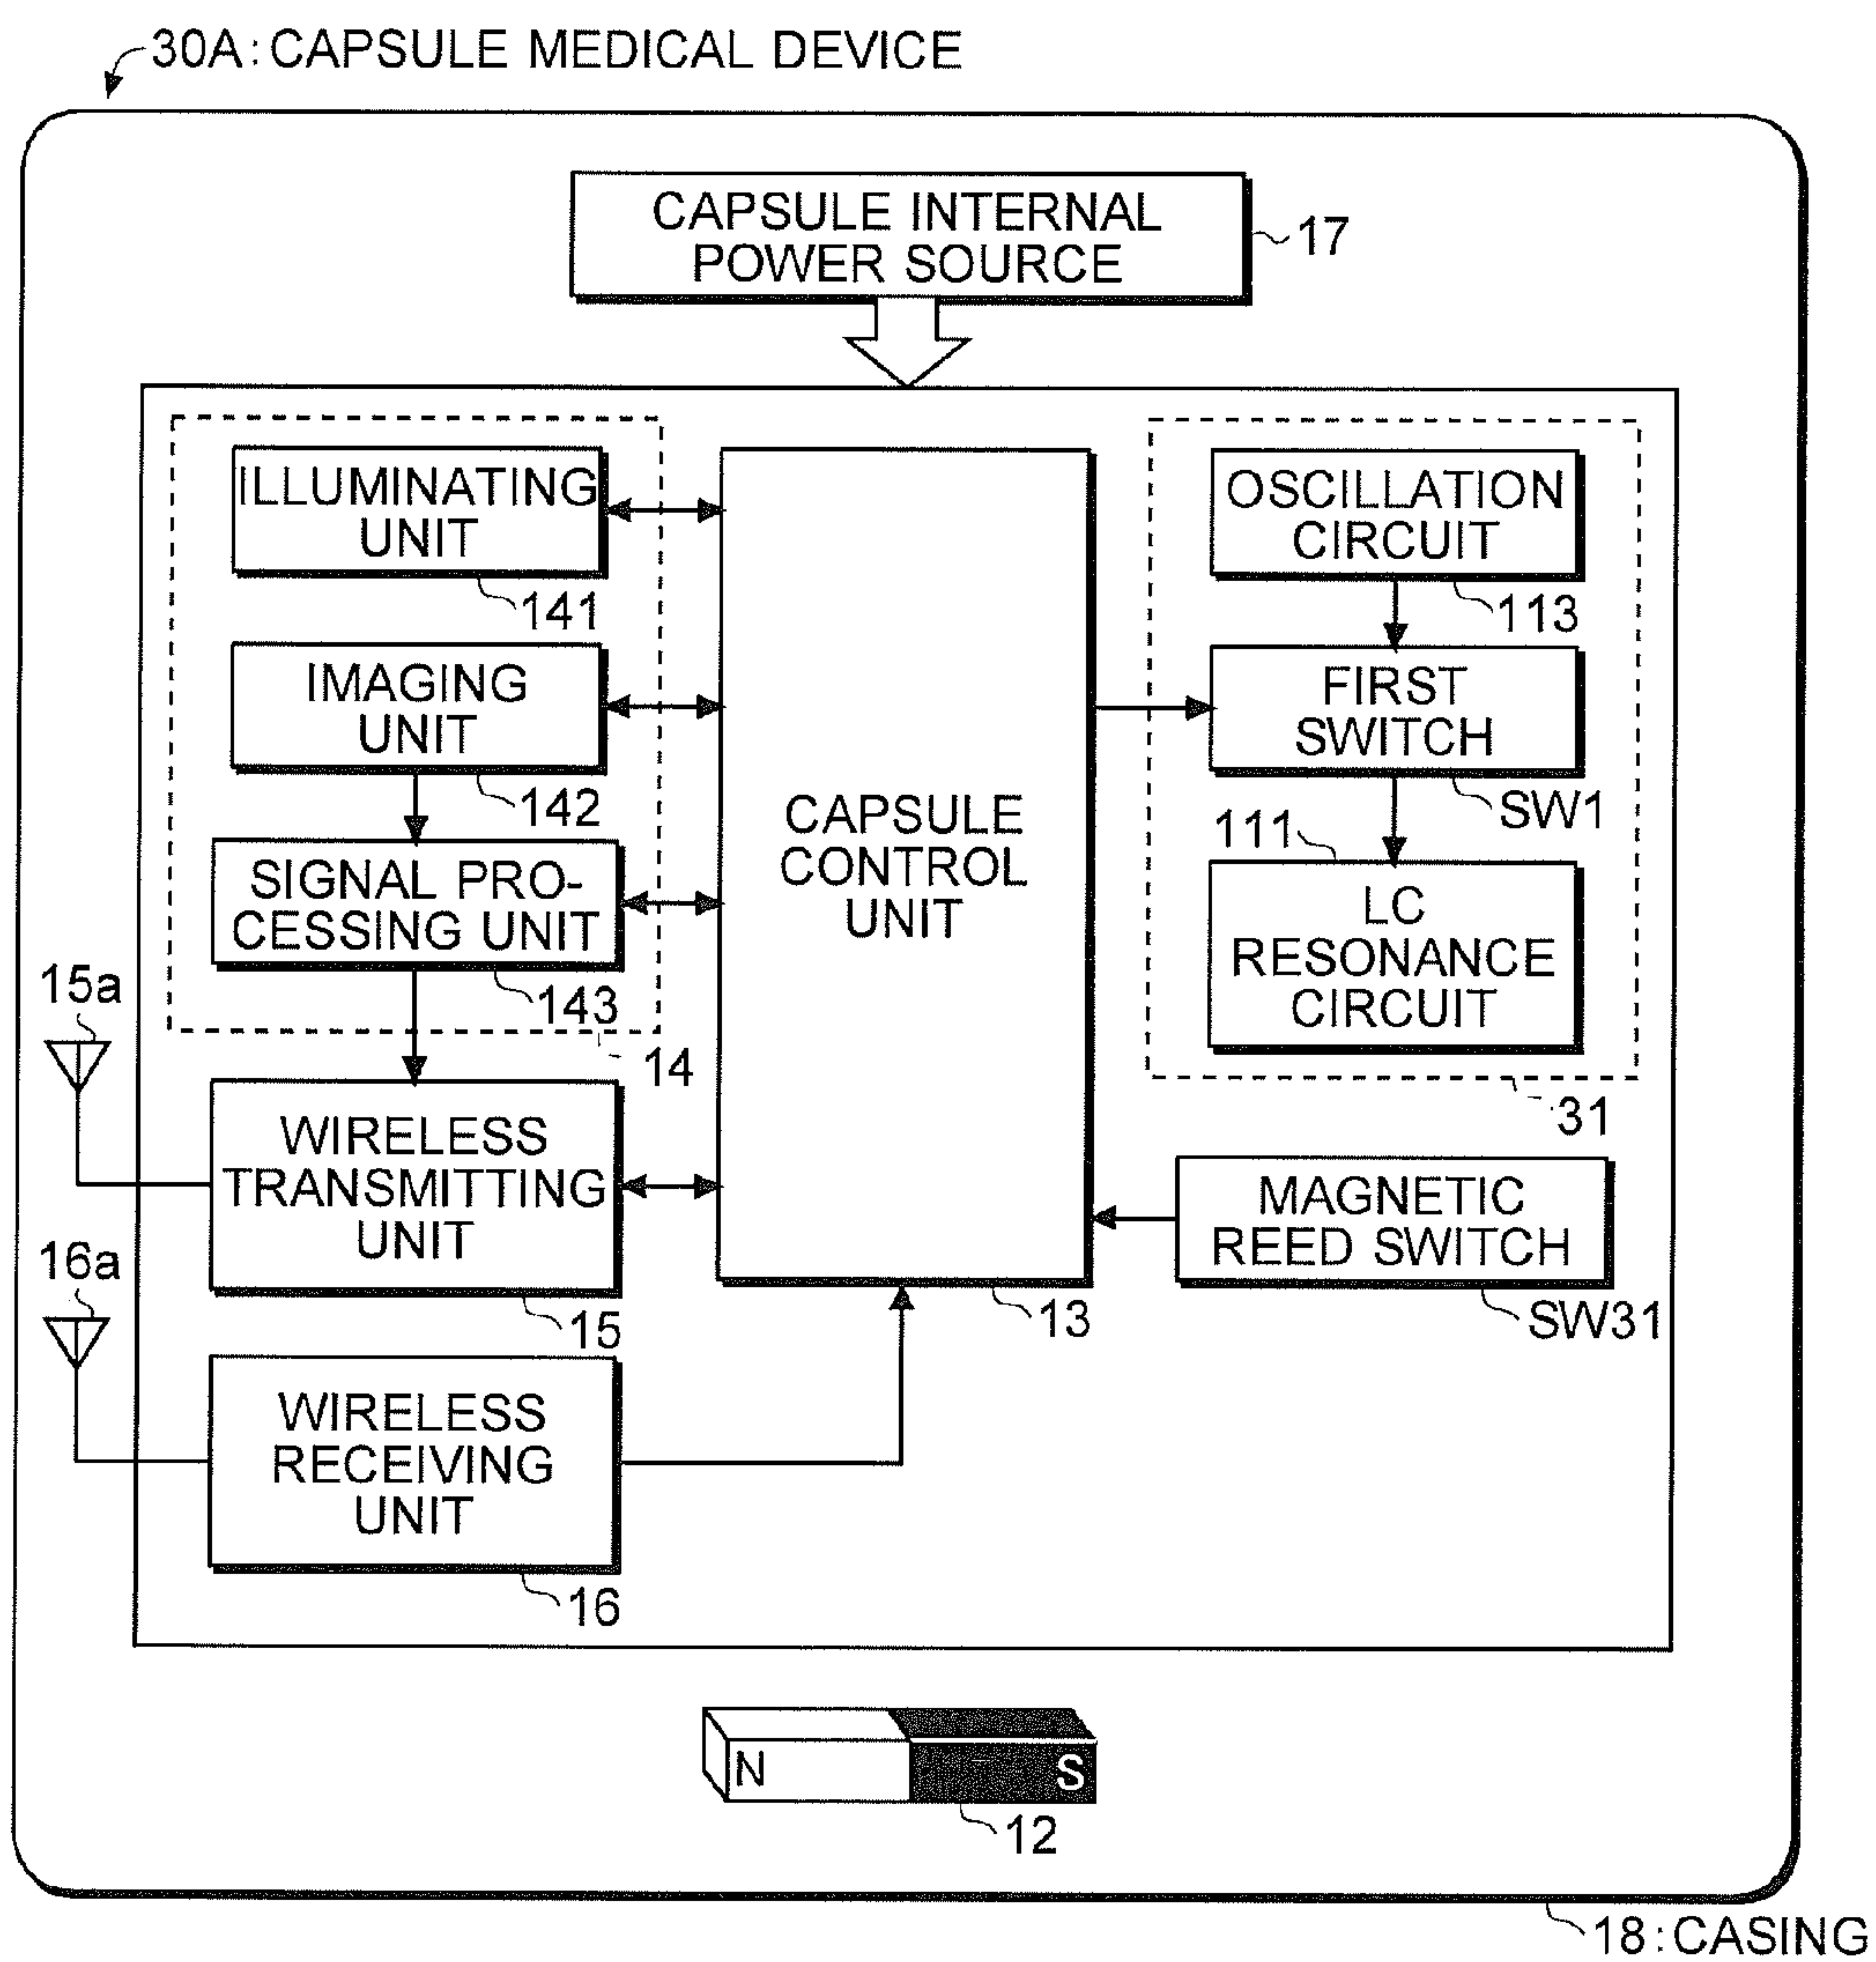 30A: CAPSULE MEDICAL DEVICE
CAPSULE INTERNAL
POWER SOURCE
17
ILLUMINATING
UNIT
141
IMAGING
UNIT
142
SIGNAL PRO-
CESSING UNIT
143
14
15a
WIRELESS
TRANSMITTING
UNIT
15
16a
WIRELESS
RECEIVING
UNIT
16
CAPSULE
CONTROL
UNIT
13
OSCILLATION
CIRCUIT
113
FIRST
SWITCH
SW1
111
LC
RESONANCE
CIRCUIT
31
MAGNETIC
REED SWITCH
SW31
N
S
12
18: CASING